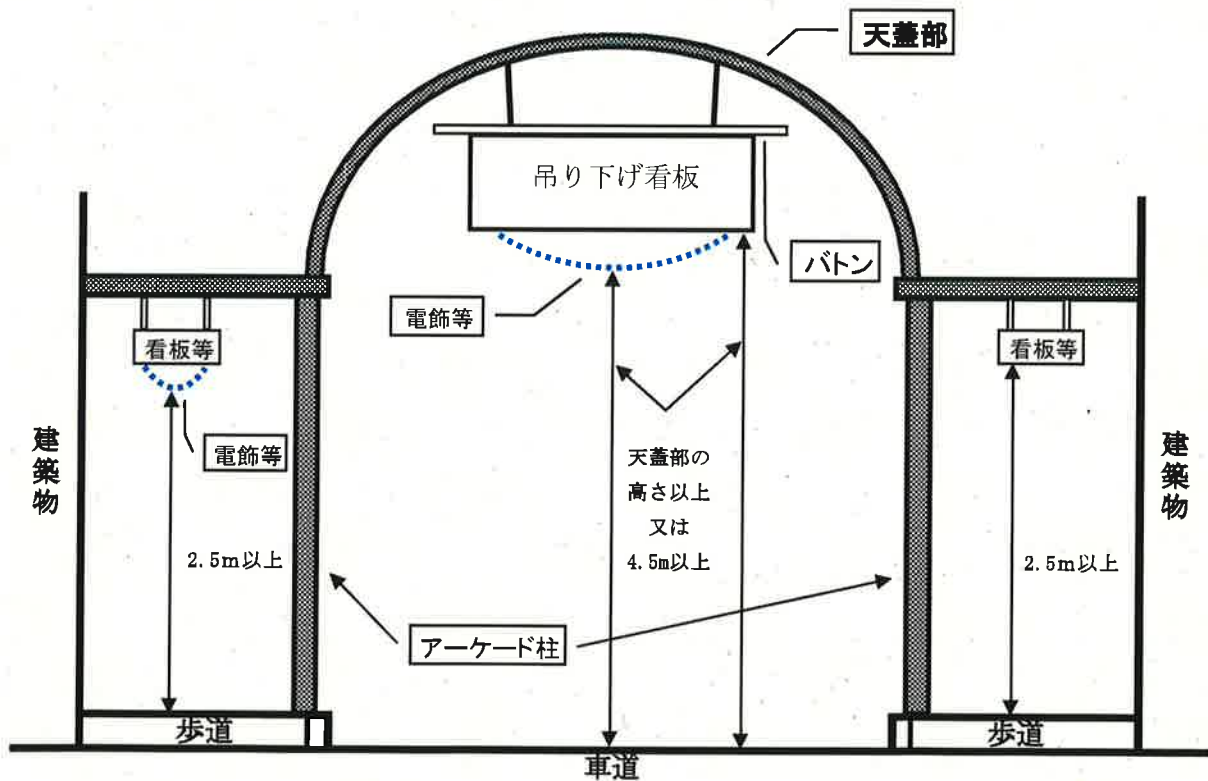 天蓋部
吊り下げ看板
バトン
電飾等
看板等
看板等
電飾等
建築物
建築物
天蓋部の
高さ以上
又は
4.5m以上
2.5m以上
2.5m以上
アーケード柱
歩道
歩道
車道